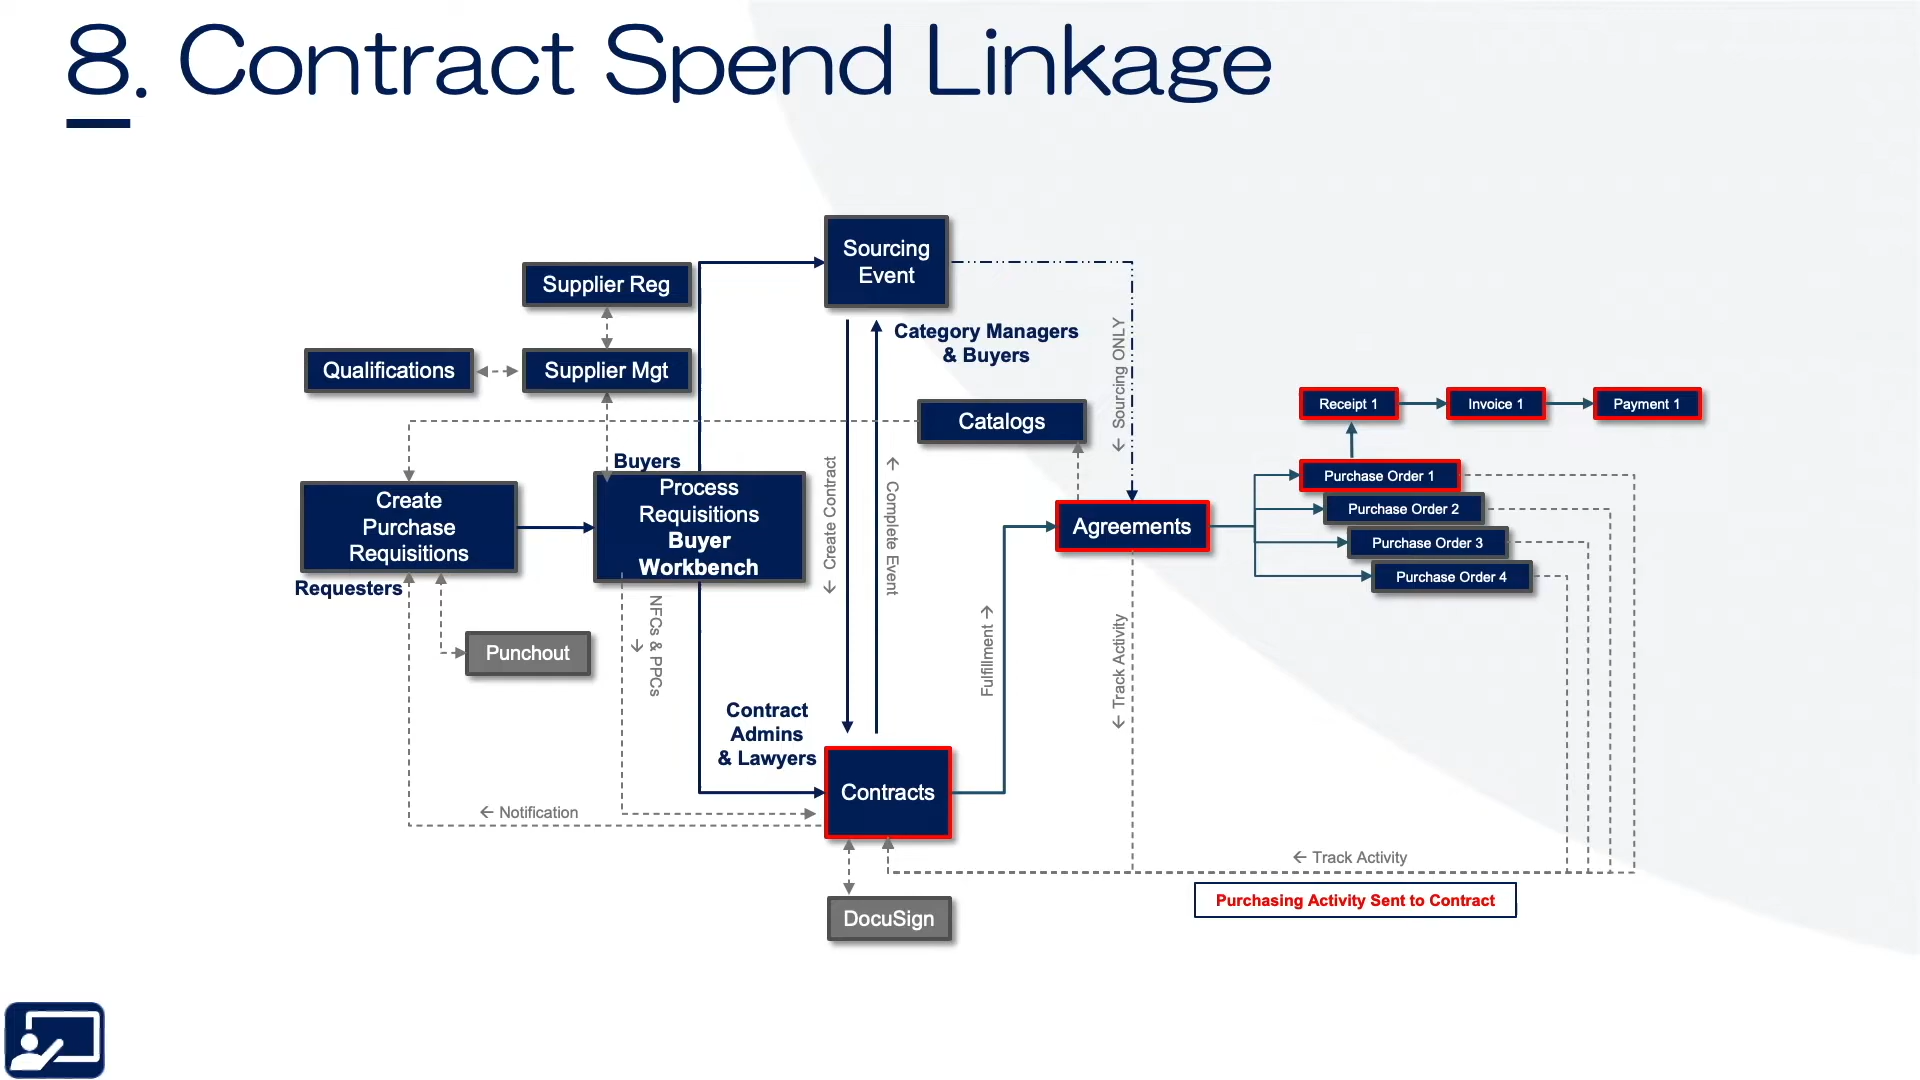 8. Contract Spend Linkage
Sourcing
Event
Supplier Reg
Category Managers
& Buyers
← Sourcing ONLY
Qualifications
Supplier Mgt
Catalogs
Receipt 1
Invoice 1
Payment 1
Buyers
Create
Purchase
Requisitions
Requesters
Process
Requisitions
Buyer
Workbench
← Create Contract
← Complete Event
Agreements
Purchase Order 1
Purchase Order 2
Purchase Order 3
Purchase Order 4
Punchout
NFCs & PPCs
→
Fulfillment →
← Track Activity
Contract
Admins
& Lawyers
Contracts
← Notification
← Track Activity
Purchasing Activity Sent to Contract
DocuSign